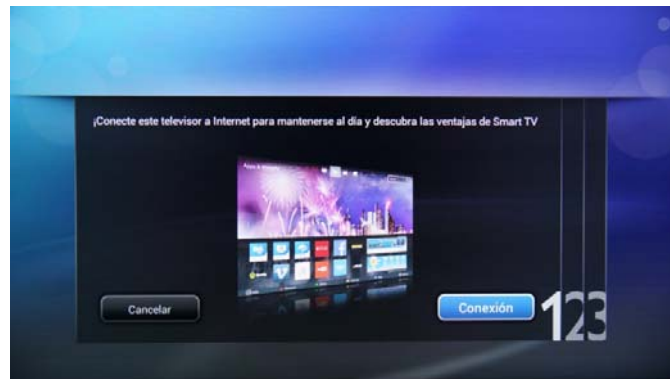 ¡Conecte este televisor a Internet para mantenerse al día y descubra las ventajas de Smart TV
Cancelar
Conexión
123